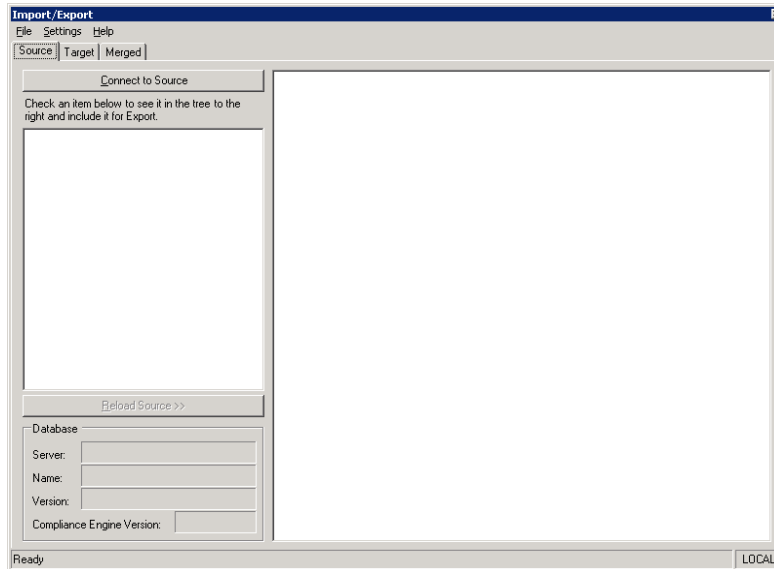 Import/Export
File Settings Help
Source Target Merged
Connect to Source
Check an item below to see it in the tree to the
right and include it for Export.
Reload Source >>
Database
Server:
Name:
Version:
Compliance Engine Version:
Ready LOCAL